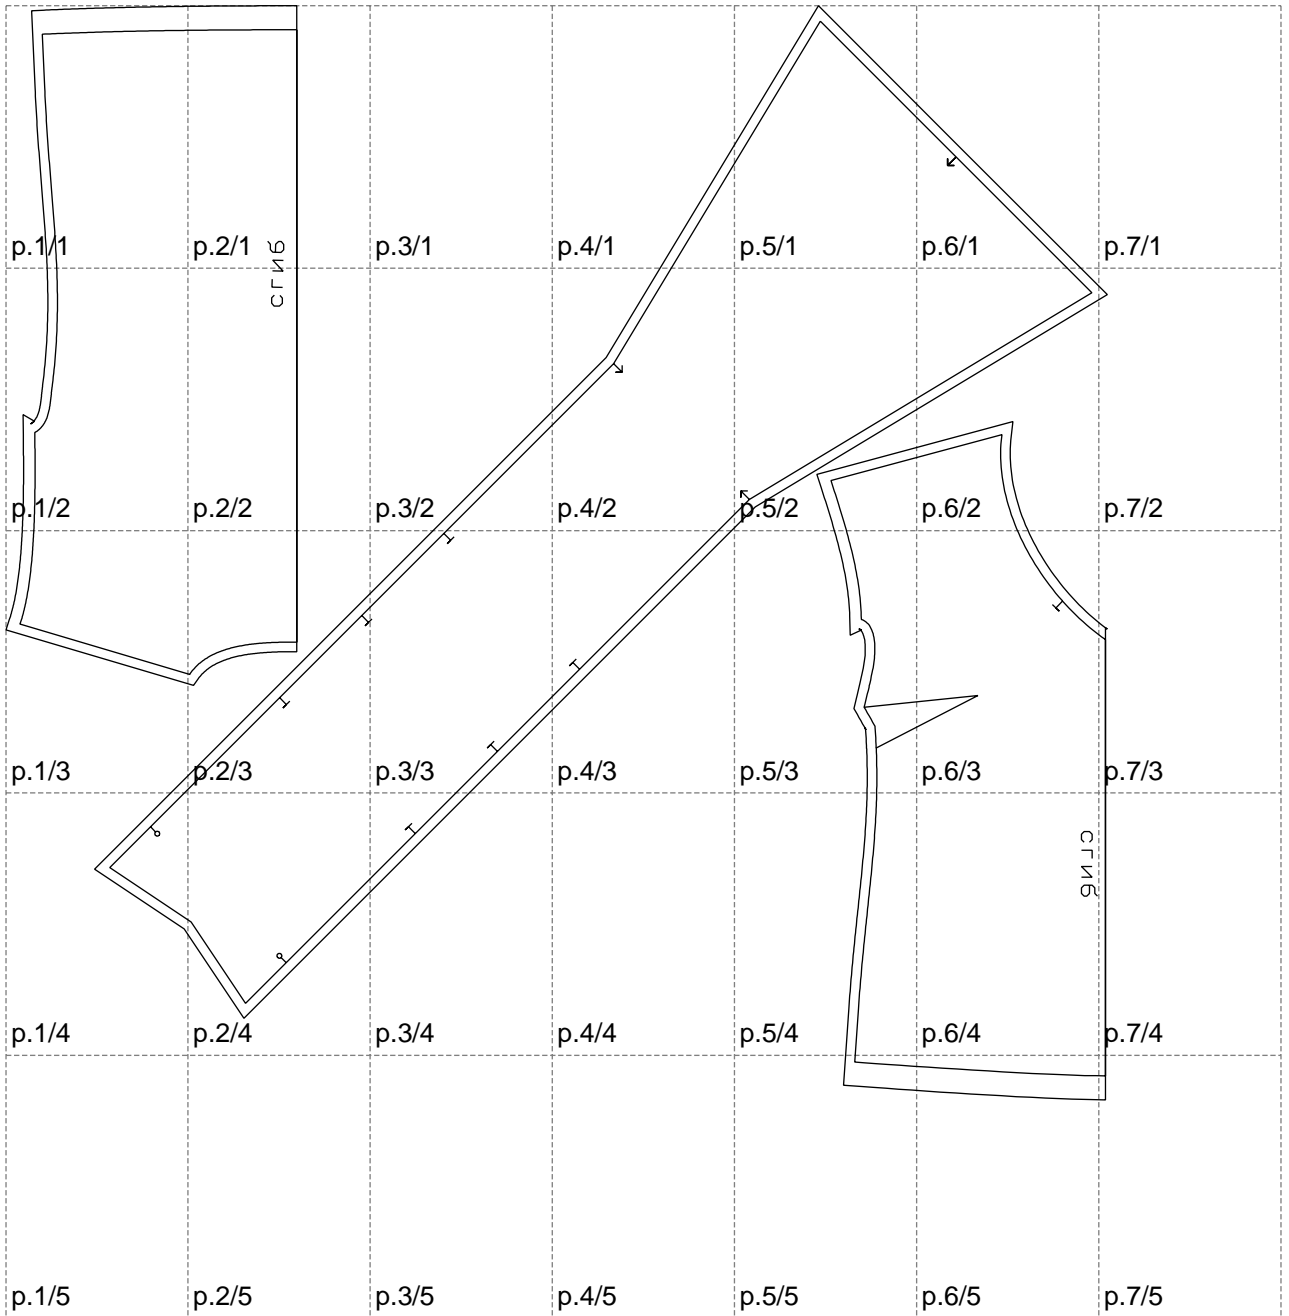 сгиб
p.1/1 p.2/1 p.3/1 p.4/1 p.5/1 p.6/1 p.7/1
p.1/2 p.2/2 p.3/2 p.4/2 p.5/2 p.6/2 p.7/2
p.1/3 p.2/3 p.3/3 p.4/3 p.5/3 p.6/3 p.7/3
сгиб
p.1/4 p.2/4 p.3/4 p.4/4 p.5/4 p.6/4 p.7/4
p.1/5 p.2/5 p.3/5 p.4/5 p.5/5 p.6/5 p.7/5